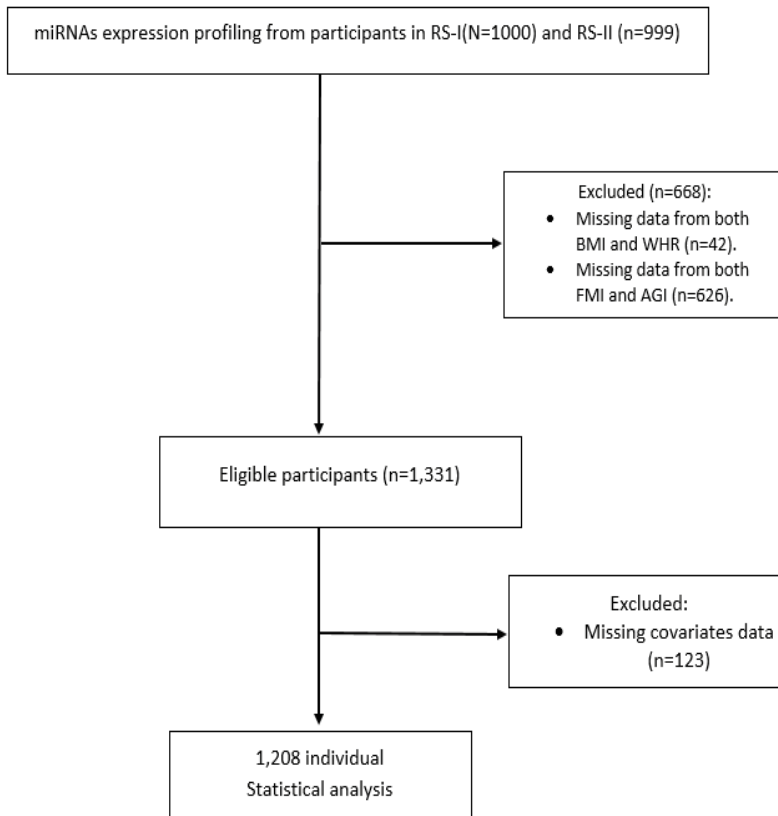 miRNAs expression profiling from participants in RS-I(N=1000) and RS-II (n=999)
Excluded (n=668):
• Missing data from both
BMI and WHR (n=42).
• Missing data from both
FMI and AGI (n=626).
Eligible participants (n=1,331)
Excluded:
• Missing covariates data
(n=123)
1,208 individual
Statistical analysis